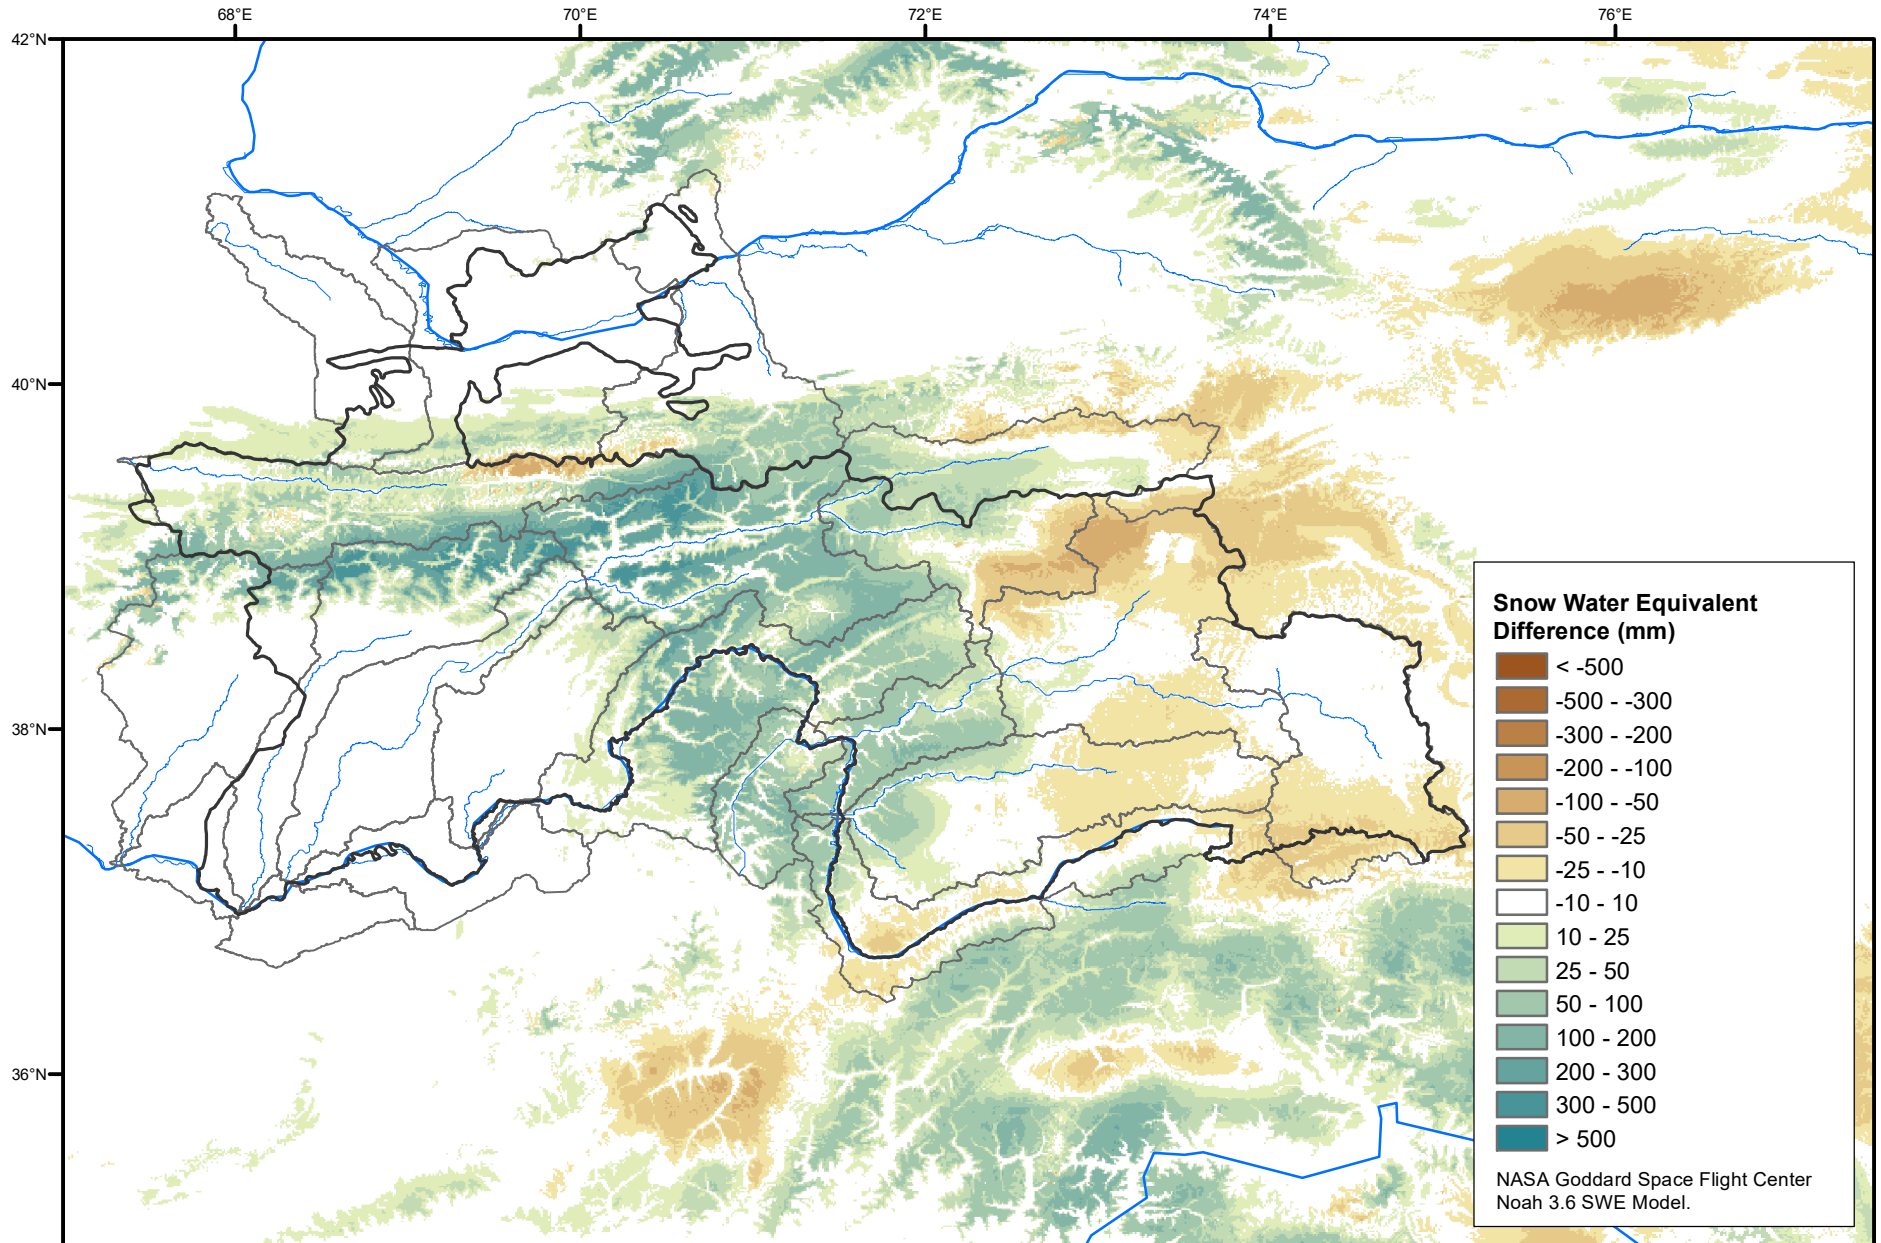 68°E 70°E 72°E 74°E 76°E
42°N
40°N
38°N
36°N
Snow Water Equivalent
Difference (mm)
< -500
-500 - -300
-300 - -200
-200 - -100
-100 - -50
-50 - -25
-25 - -10
-10 - 10
10 - 25
25 - 50
50 - 100
100 - 200
200 - 300
300 - 500
> 500
NASA Goddard Space Flight Center
Noah 3.6 SWE Model.